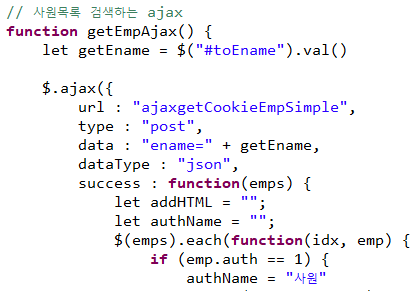 // 사원목록 검색하는 ajax
function getEmpAjax() {
let getEname = $("#toEname").val()
$.ajax({
url : "ajaxgetCookieEmpSimple",
type : "post",
data : "ename=" + getEname,
dataType : "json",
success : function(emps) {
let addHTML = "";
let authName = "";
$(emps).each(function(idx, emp) {
if (emp.auth == 1) {
authName = "사원"